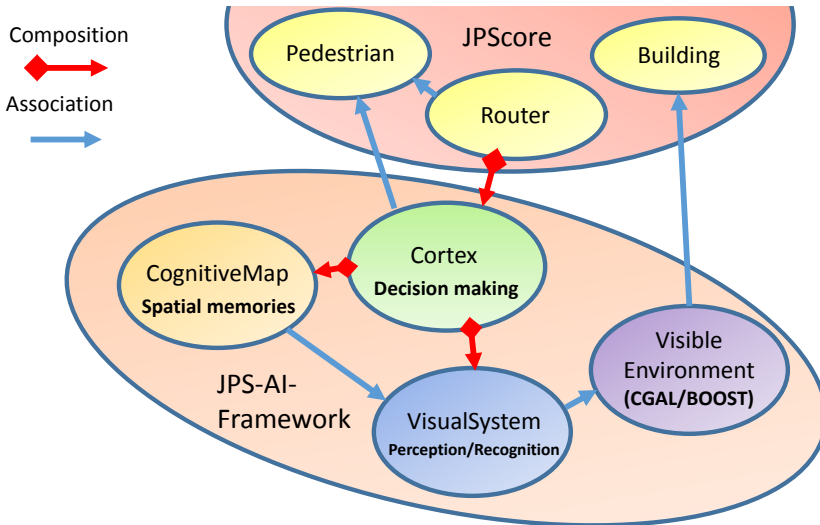 Composition
Association
JPScore
Pedestrian
Building
Router
Cortex
Decision making
CognitiveMap
Spatial memories
Visible
Environment
(CGAL/BOOST)
JPS-AI-
Framework
VisualSystem
Perception/Recognition